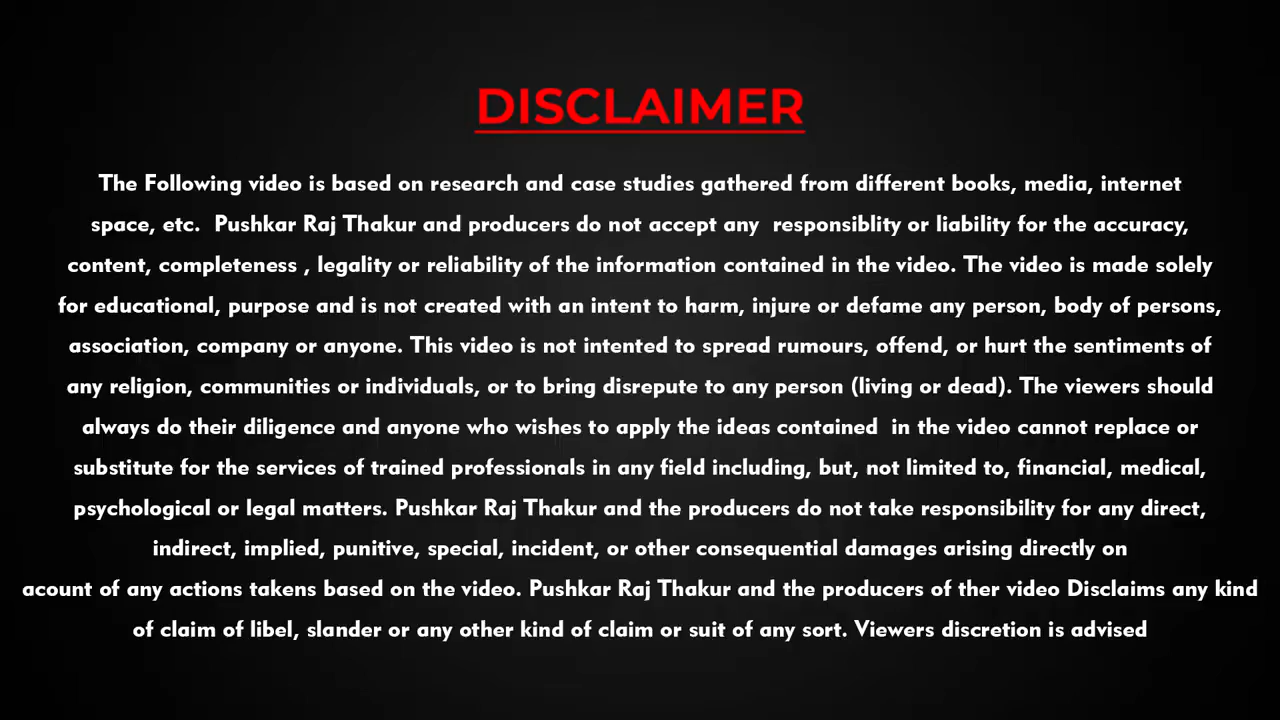 DISCLAIMER
The Following video is based on research and case studies gathered from different books, media, internet
space, etc.  Pushkar Raj Thakur and producers do not accept any  responsiblity or liability for the accuracy,
content, completeness , legality or reliability of the information contained in the video. The video is made solely
for educational, purpose and is not created with an intent to harm, injure or defame any person, body of persons,
association, company or anyone. This video is not intented to spread rumours, offend, or hurt the sentiments of
any religion, communities or individuals, or to bring disrepute to any person (living or dead). The viewers should
always do their diligence and anyone who wishes to apply the ideas contained  in the video cannot replace or
substitute for the services of trained professionals in any field including, but, not limited to, financial, medical,
psychological or legal matters. Pushkar Raj Thakur and the producers do not take responsibility for any direct,
indirect, implied, punitive, special, incident, or other consequential damages arising directly on
acount of any actions takens based on the video. Pushkar Raj Thakur and the producers of ther video Disclaims any kind
of claim of libel, slander or any other kind of claim or suit of any sort. Viewers discretion is advised